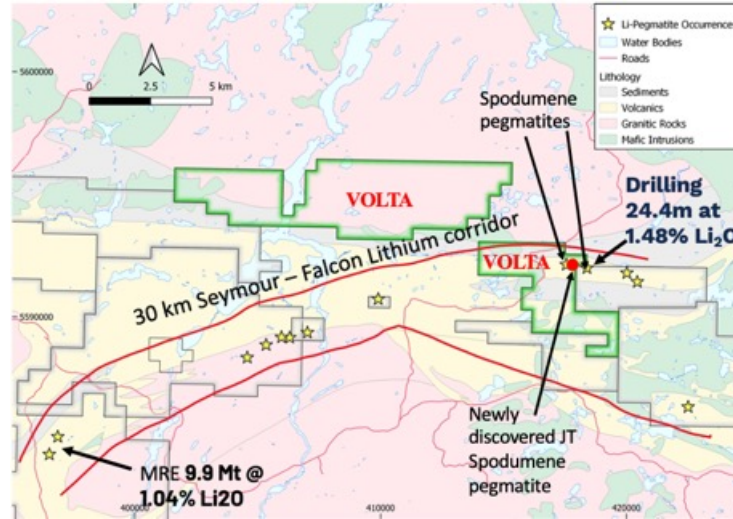 Li-Pegmatite Occurrence
Water Bodies
Roads
Lithology
Sediments
Volcanics
Granitic Rocks
Mafic Intrusions
5600000
0 2.5 5 km
Spodumene
pegmatites
Drilling
24.4m at
1.48% Li₂O
VOLTA
VOLTA
30 km Seymour – Falcon Lithium corridor
5590000
Newly
discovered JT
Spodumene
pegmatite
MRE 9.9 Mt @
1.04% Li2O
400000
410000
420000